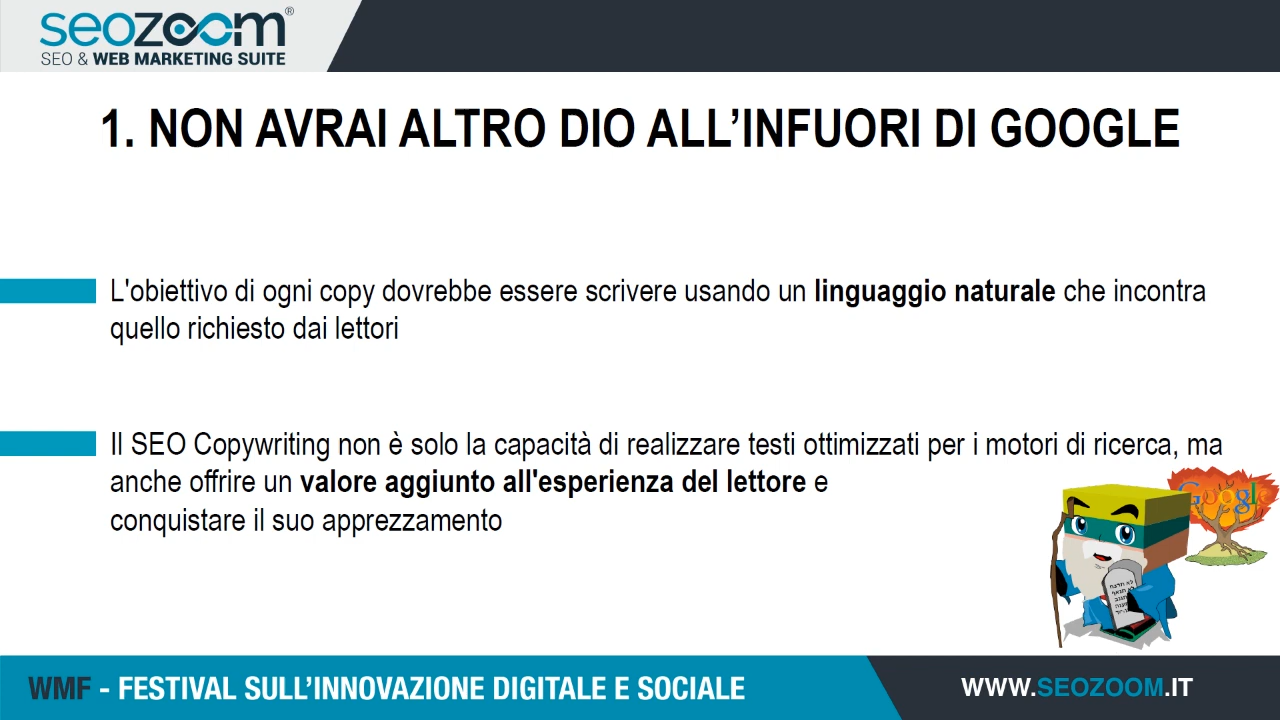 seozoom®
SEO & WEB MARKETING SUITE
1. NON AVRAI ALTRO DIO ALL’INFUORI DI GOOGLE
L'obiettivo di ogni copy dovrebbe essere scrivere usando un linguaggio naturale che incontra
quello richiesto dai lettori
Il SEO Copywriting non è solo la capacità di realizzare testi ottimizzati per i motori di ricerca, ma
anche offrire un valore aggiunto all'esperienza del lettore e
conquistare il suo apprezzamento
Google
WMF - FESTIVAL SULL’INNOVAZIONE DIGITALE E SOCIALE
WWW.SEOZOOM.IT